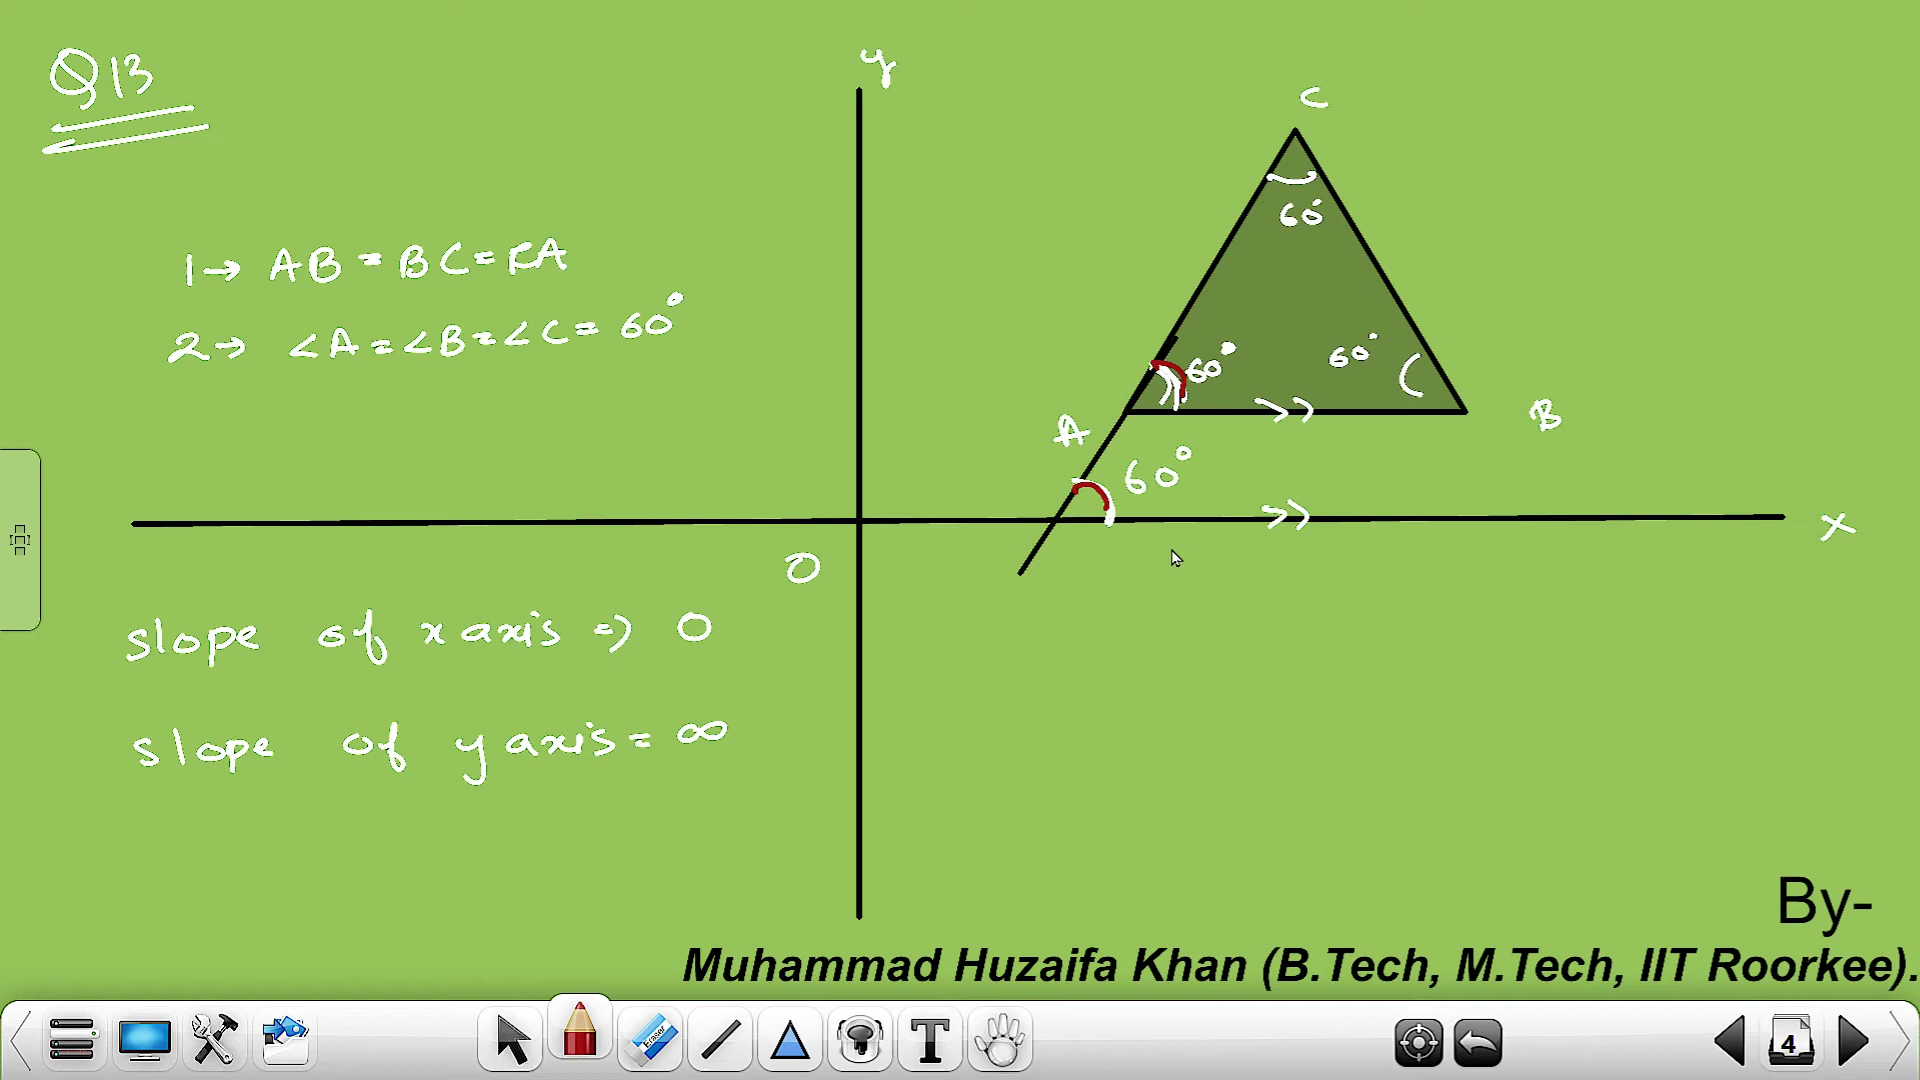 Q13
y
C
60°
1→ AB = BC = CA
2→ ∠A = ∠B = ∠C = 60°
60°
60°
A
B
60°
X
O
slope of x axis ⇒ 0
slope of y axis = ∞
By-
Muhammad Huzaifa Khan (B.Tech, M.Tech, IIT Roorkee).
Eraser
T
4